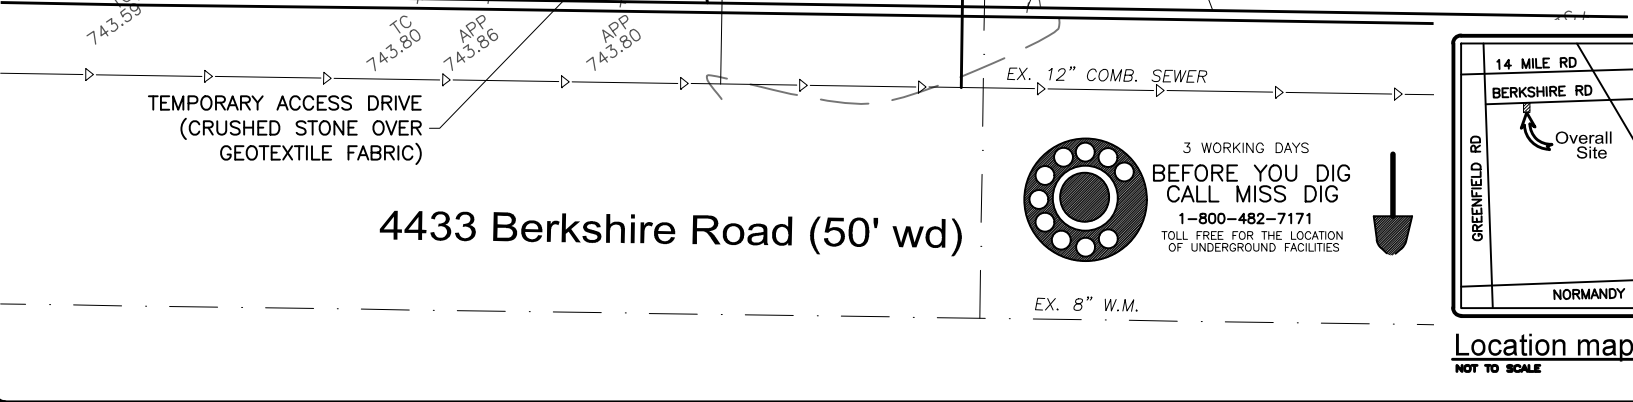 743.59
TC
743.80
APP
743.86
APP
743.80
TEMPORARY ACCESS DRIVE
(CRUSHED STONE OVER
GEOTEXTILE FABRIC)
EX. 12" COMB. SEWER
4433 Berkshire Road (50' wd)
3 WORKING DAYS
BEFORE YOU DIG
CALL MISS DIG
1-800-482-7171
TOLL FREE FOR THE LOCATION
OF UNDERGROUND FACILITIES
EX. 8" W.M.
14 MILE RD
BERKSHIRE RD
Overall
Site
GREENFIELD RD
NORMANDY
Location map
NOT TO SCALE